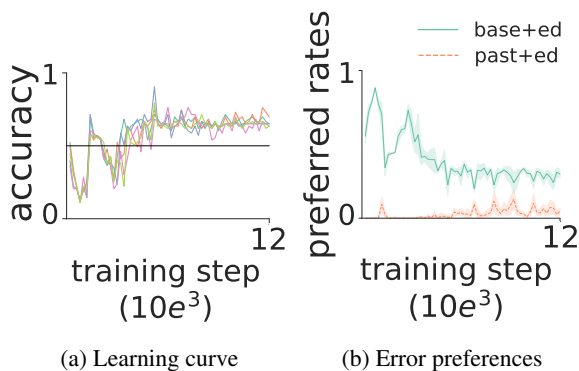 accuracy
1
0
12
training step
(10e³)
(a) Learning curve
base+ed
past+ed
preferred rates
1
0
12
training step
(10e³)
(b) Error preferences